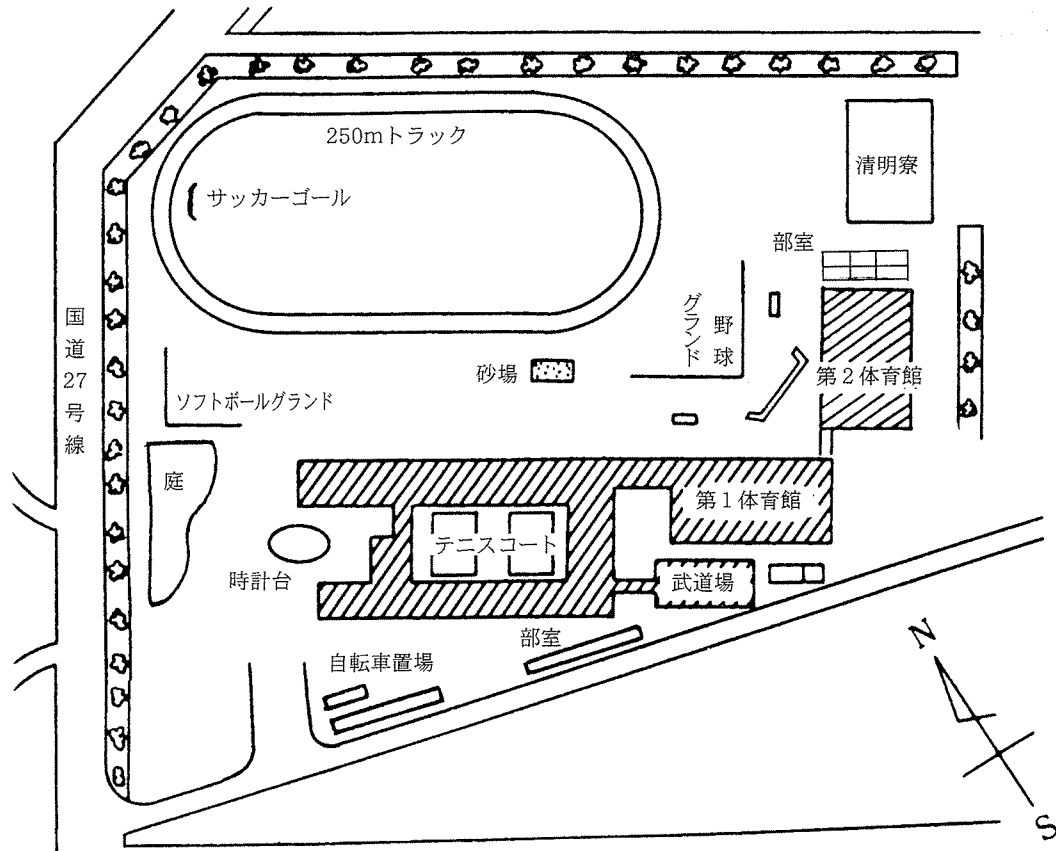 250mトラック
サッカーゴール
清明寮
部室
野球
グランド
国道27号線
砂場
第2体育館
ソフトボールグランド
庭
第1体育館
テニスコート
時計台
武道場
部室
自転車置場
N
S